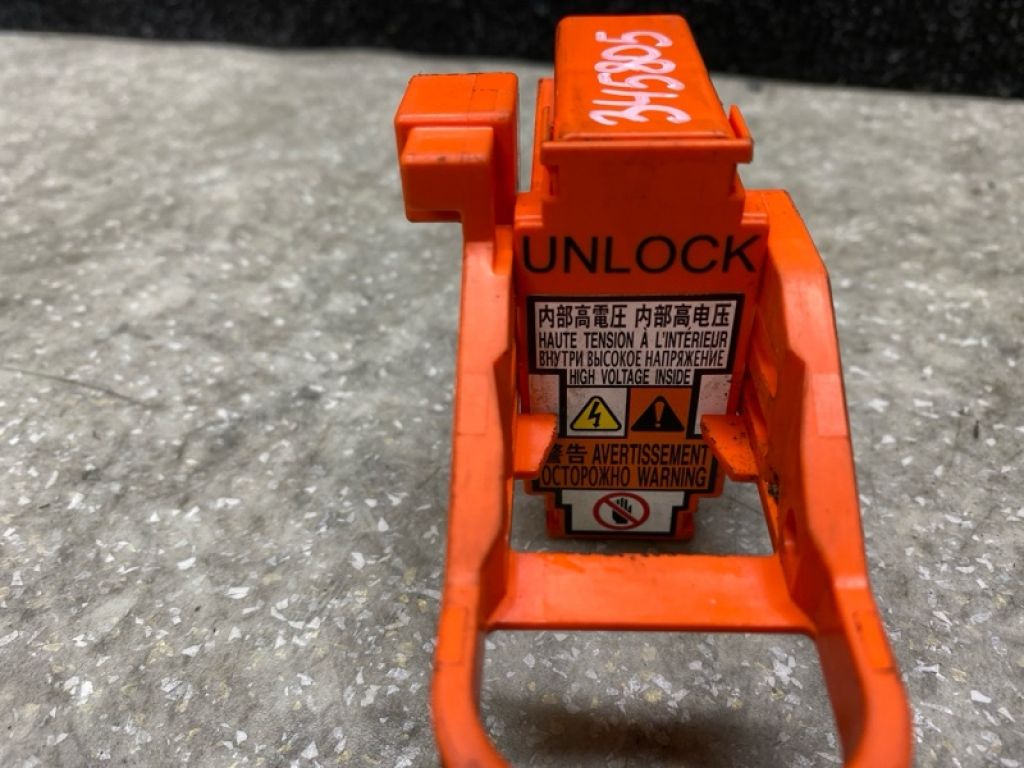 3415805
UNLOCK
内部高電圧 内部高电压
HAUTE TENSION À L'INTÉRIEUR
ВНУТРИ ВЫСОКОЕ НАПРЯЖЕНИЕ
HIGH VOLTAGE INSIDE
警告 AVERTISSEMENT
ОСТОРОЖНО WARNING